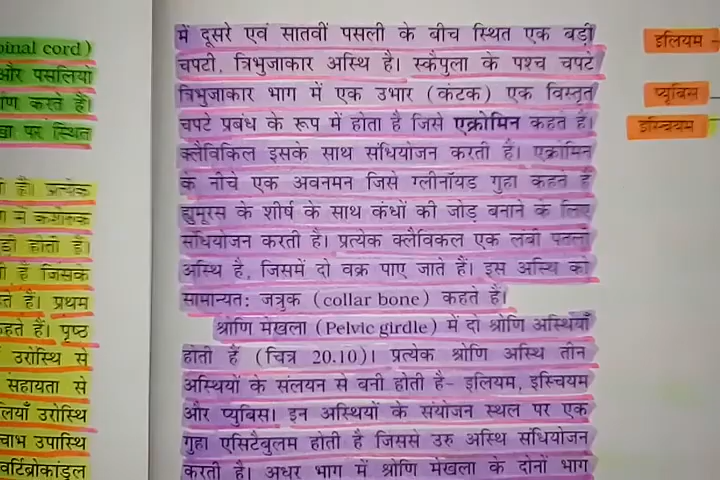 pinal cord)
और पसलिया
र्माण करते हैं।
खा पर स्थित
ती हैं। प्रत्येक
ड़ी होती हैं।
ती है जिसके
प्रथम
कहते हैं। पृष्ठ
उरोस्थि से
सहायता से
उरोस्थि
उपास्थि
वर्टिब्रोकांड्रल
में दूसरे एवं सातवीं पसली के बीच स्थित एक बड़ी
चपटी, त्रिभुजाकार अस्थि है। स्कैपुला के पश्च चपटे
त्रिभुजाकार भाग में एक उभार (कंटक) एक विस्तृत
चपटे प्रबंध के रूप में होता है जिसे एक्रोमिन कहते हैं।
क्लैविकिल इसके साथ संधियोजन करती है। एक्रोमिन
के नीचे एक अवनमन जिसे ग्लीनॉयड गुहा कहते हैं
ह्यूमूरस के शीर्ष के साथ कंधों की जोड़ बनाने के लिए
संधियोजन करती है। प्रत्येक क्लैविकल एक लंबी पतली
अस्थि है, जिसमें दो वक्र पाए जाते हैं। इस अस्थि को
सामान्यत: जत्रुक (collar bone) कहते हैं।
श्रोणि मेखला (Pelvic girdle) में दो श्रोणि अस्थियाँ
होती हैं (चित्र 20.10)। प्रत्येक श्रोणि अस्थि तीन
अस्थियों के संलयन से बनी होती है- इलियम, इस्चियम
और प्युबिस। इन अस्थियों के संयोजन स्थल पर एक
गुहा एसिटैबुलम होती है जिससे उरु अस्थि संधियोजन
करती है। अधर भाग में श्रोणि मेखला के दोनों भाग
इलियम
प्यूबिस
इस्चियम